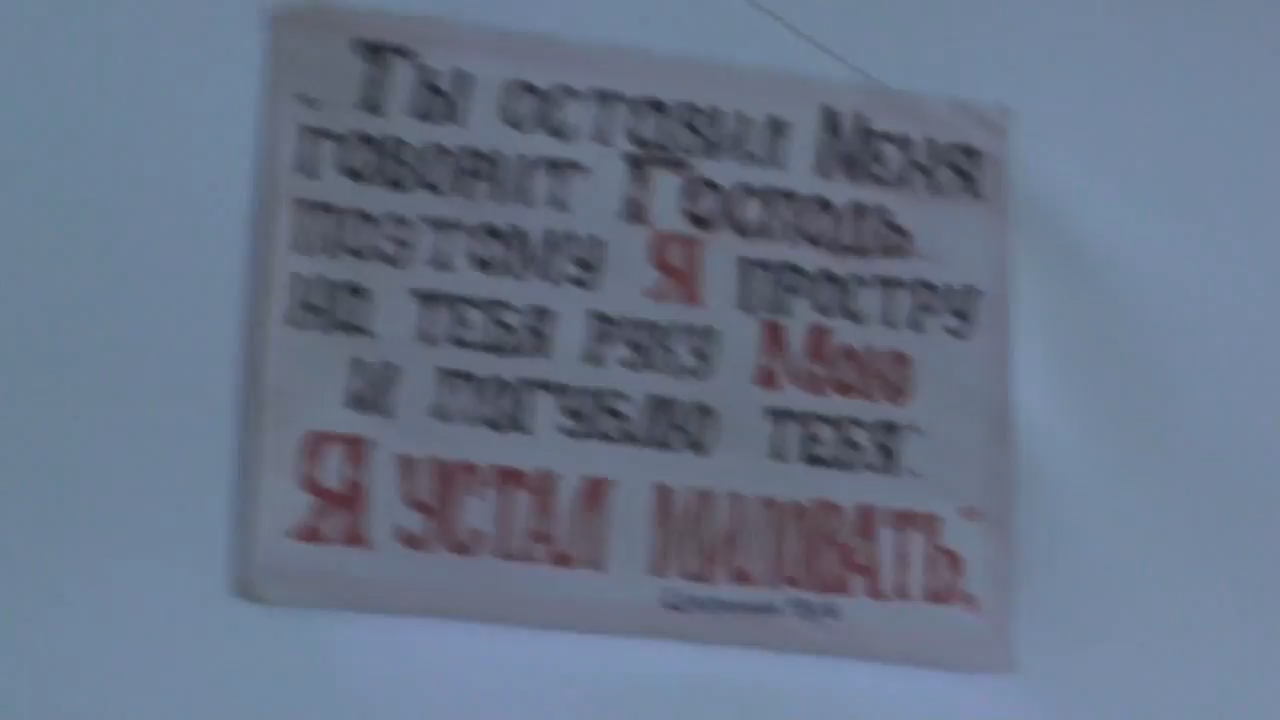 „Ты оставил Меня
говорит Господь
поэтому Я простру
на тебя руку Мою
и погублю тебя:
Я УСТАЛ МИЛОВАТЬ.“